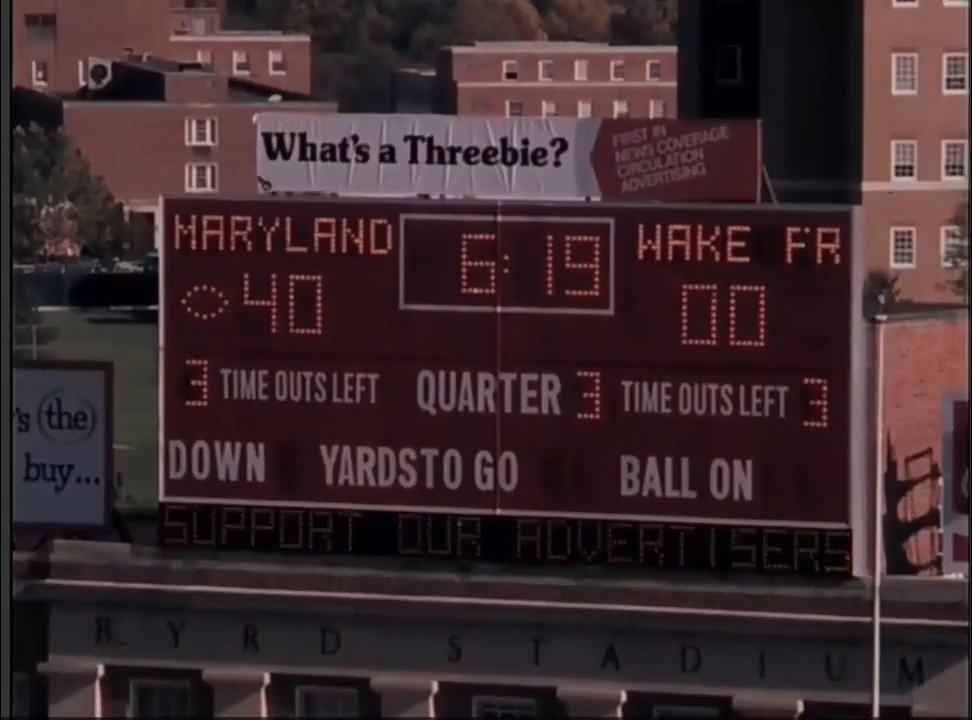 What's a Threebie?
FIRST IN
NEWS COVERAGE
CIRCULATION
ADVERTISING
MARYLAND 6:19 WAKE FR
40 00
3 TIME OUTS LEFT QUARTER 3 TIME OUTS LEFT 3
DOWN YARDS TO GO BALL ON
SUPPORT OUR ADVERTISERS
's the
buy...
BYRD STADIUM